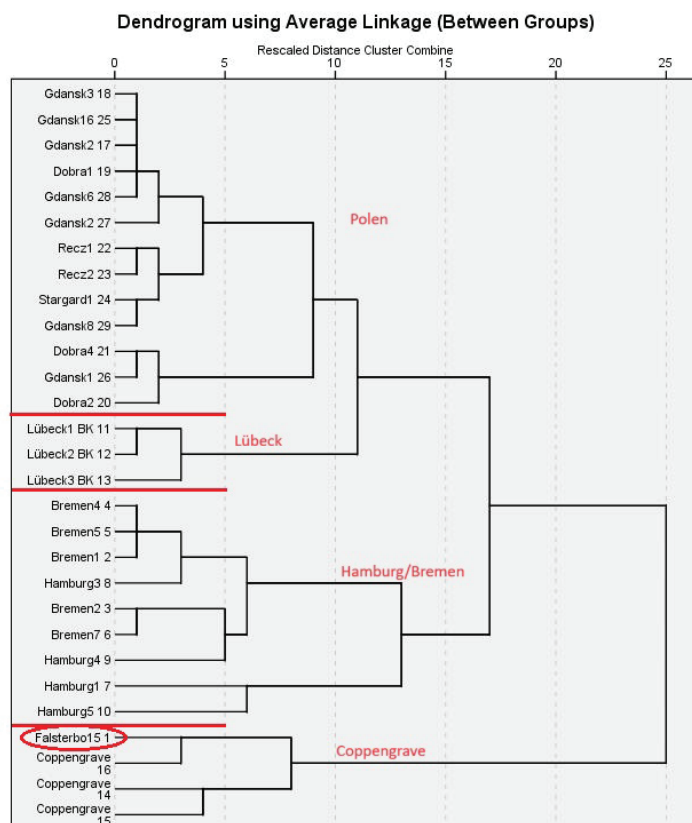 Dendrogram using Average Linkage (Between Groups)
Rescaled Distance Cluster Combine
0 5 10 15 20 25
Gdansk3 18
Gdansk16 25
Gdansk2 17
Dobra1 19
Gdansk6 28
Polen
Gdansk2 27
Recz1 22
Recz2 23
Stargard1 24
Gdansk8 29
Dobra4 21
Gdansk1 26
Dobra2 20
Lübeck1 BK 11
Lübeck
Lübeck2 BK 12
Lübeck3 BK 13
Bremen4 4
Bremen5 5
Bremen1 2
Hamburg/Bremen
Hamburg3 8
Bremen2 3
Bremen7 6
Hamburg4 9
Hamburg1 7
Hamburg5 10
Falsterbo15 1
Coppengrave
Coppengrave
16
Coppengrave
14
Coppengrave
15